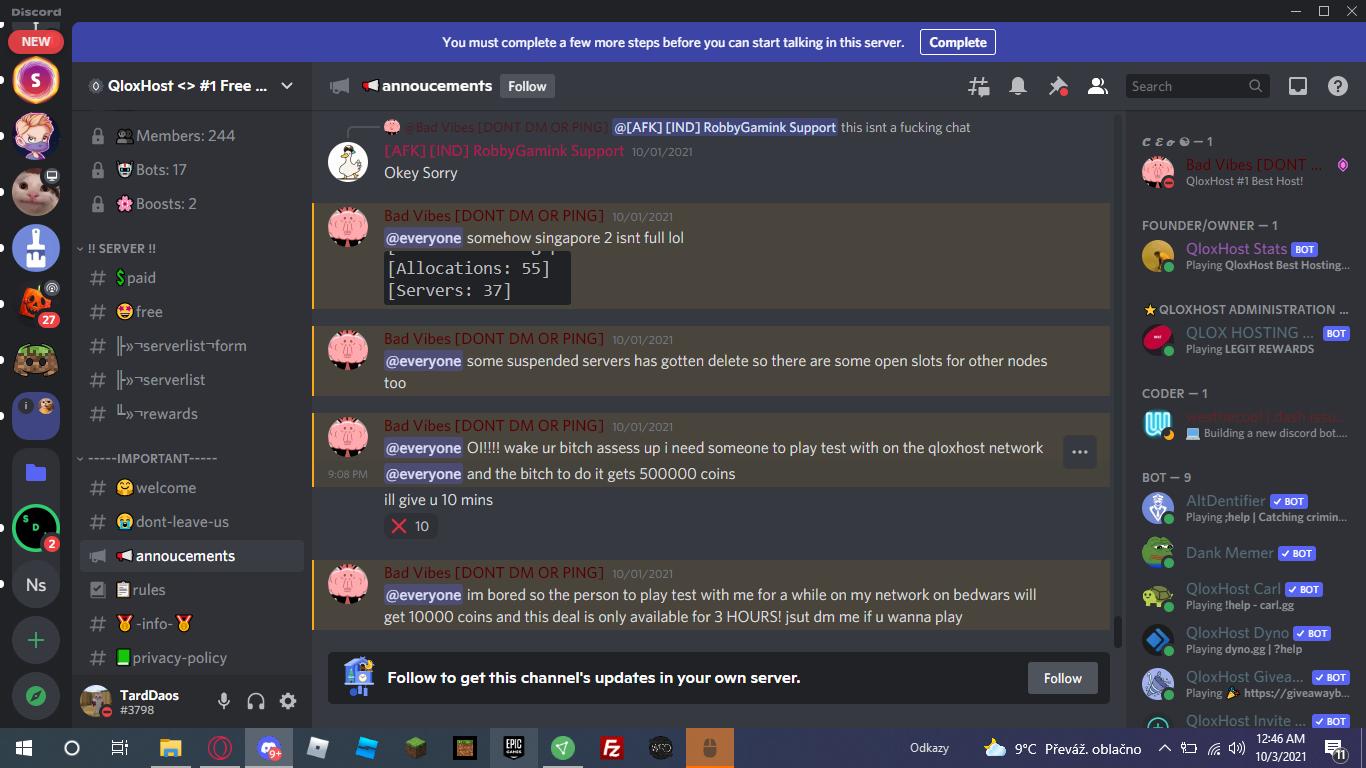 Discord
You must complete a few more steps before you can start talking in this server.
Complete
NEW
S
27
i
S D.
2
Ns
QloxHost <> #1 Free ...
Members: 244
Bots: 17
Boosts: 2
!! SERVER !!
paid
free
╠»¬serverlist¬form
╠»¬serverlist
╚»¬rewards
-----IMPORTANT-----
welcome
dont-leave-us
annoucements
rules
-info-
privacy-policy
TardDaos
#3798
annoucements
Follow
Search
@Bad Vibes [DONT DM OR PING] @[AFK] [IND] RobbyGamink Support this isnt a fucking chat
[AFK] [IND] RobbyGamink Support 10/01/2021
Okey Sorry
Bad Vibes [DONT DM OR PING] 10/01/2021
@everyone somehow singapore 2 isnt full lol
[Allocations: 55]
[Servers: 37]
Bad Vibes [DONT DM OR PING] 10/01/2021
@everyone some suspended servers has gotten delete so there are some open slots for other nodes
too
Bad Vibes [DONT DM OR PING] 10/01/2021
@everyone OI!!!! wake ur bitch assess up i need someone to play test with on the qloxhost network
9:08 PM @everyone and the bitch to do it gets 500000 coins
ill give u 10 mins
❌ 10
Bad Vibes [DONT DM OR PING] 10/01/2021
@everyone im bored so the person to play test with me for a while on my network on bedwars will
get 10000 coins and this deal is only available for 3 HOURS! jsut dm me if u wanna play
Follow to get this channel's updates in your own server.
Follow
C E o ☯ — 1
Bad Vibes [DONT ...
QloxHost #1 Best Host!
FOUNDER/OWNER — 1
QloxHost Stats BOT
Playing QloxHost Best Hosting...
⭐QLOXHOST ADMINISTRATION ...
QLOX HOSTING ... BOT
Playing LEGIT REWARDS
CODER — 1
Building a new discord bot....
BOT — 9
AltDentifier ✓ BOT
Playing ;help | Catching crimin...
Dank Memer ✓ BOT
QloxHost Carl ✓ BOT
Playing !help - carl.gg
QloxHost Dyno ✓ BOT
Playing dyno.gg | ?help
QloxHost Givea... ✓ BOT
Playing 🎉 https://giveawayb...
QloxHost Invite ... ✓ BOT
9+
EPIC GAMES
Fz
Odkazy
9°C Převáž. oblačno
12:46 AM
10/3/2021
11